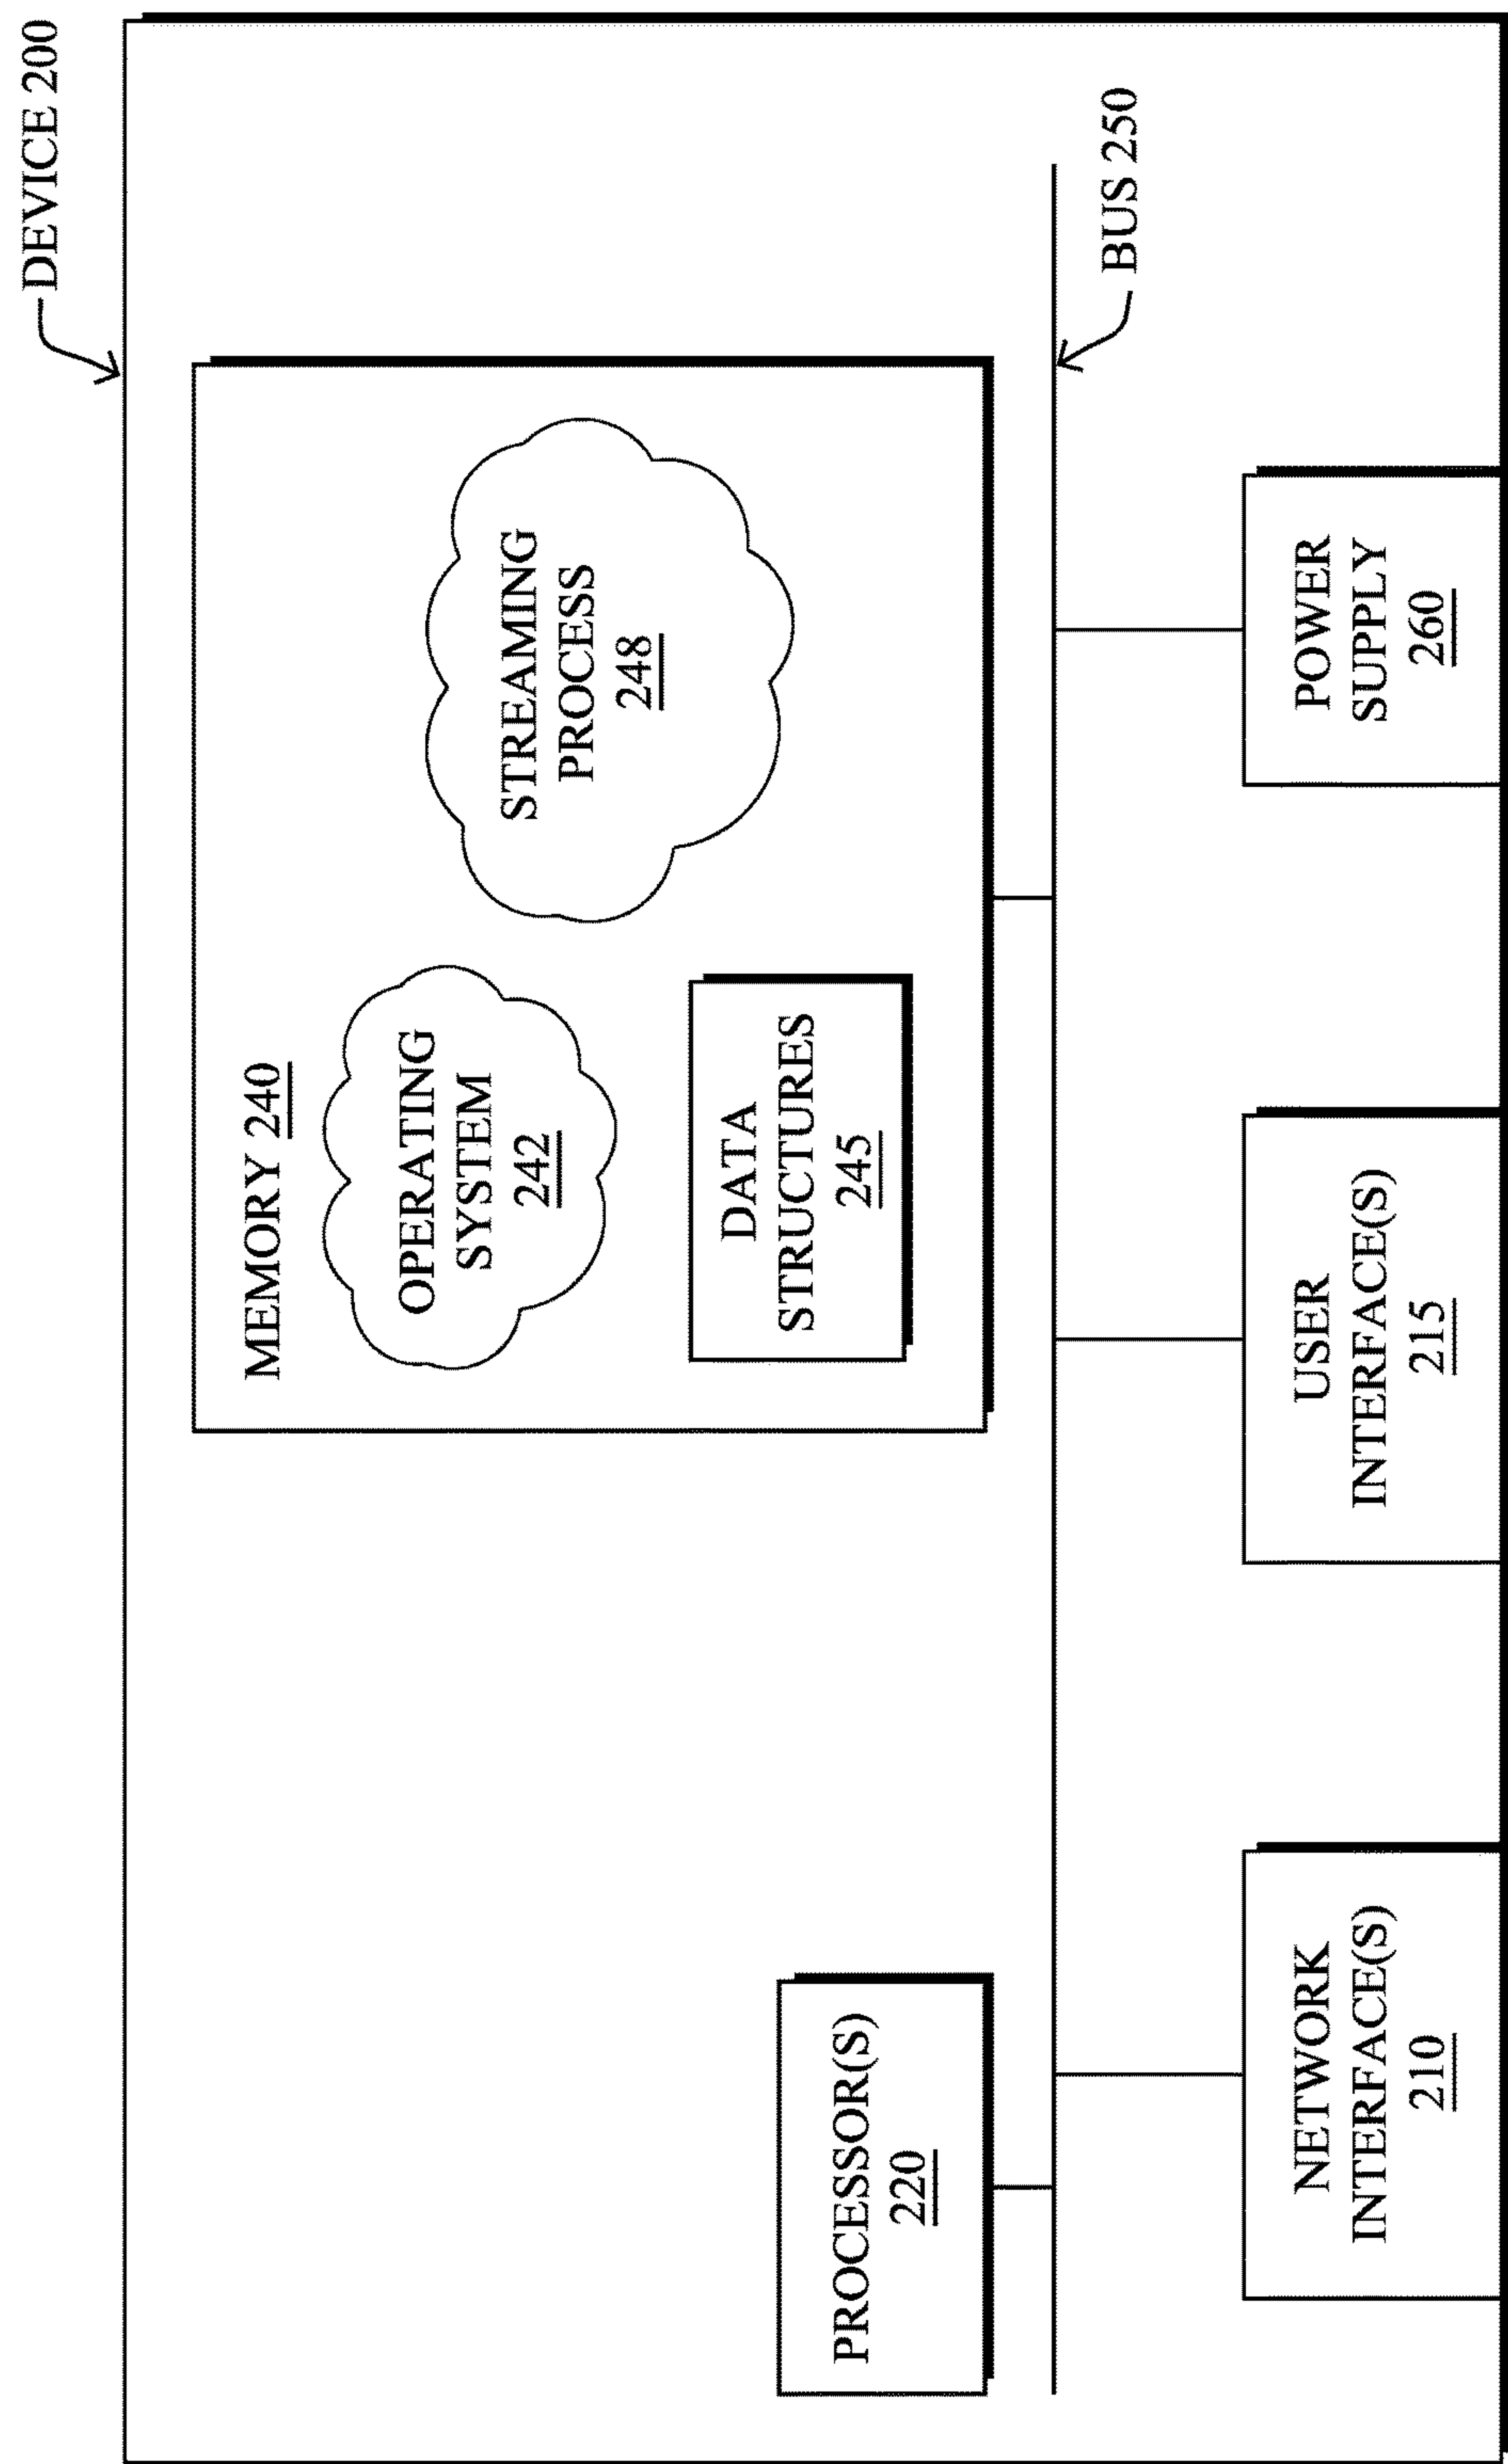 DEVICE 200
MEMORY 240
OPERATING
SYSTEM
242
STREAMING
PROCESS
248
DATA
STRUCTURES
245
PROCESSOR(S)
220
BUS 250
NETWORK
INTERFACE(S)
210
USER
INTERFACE(S)
215
POWER
SUPPLY
260